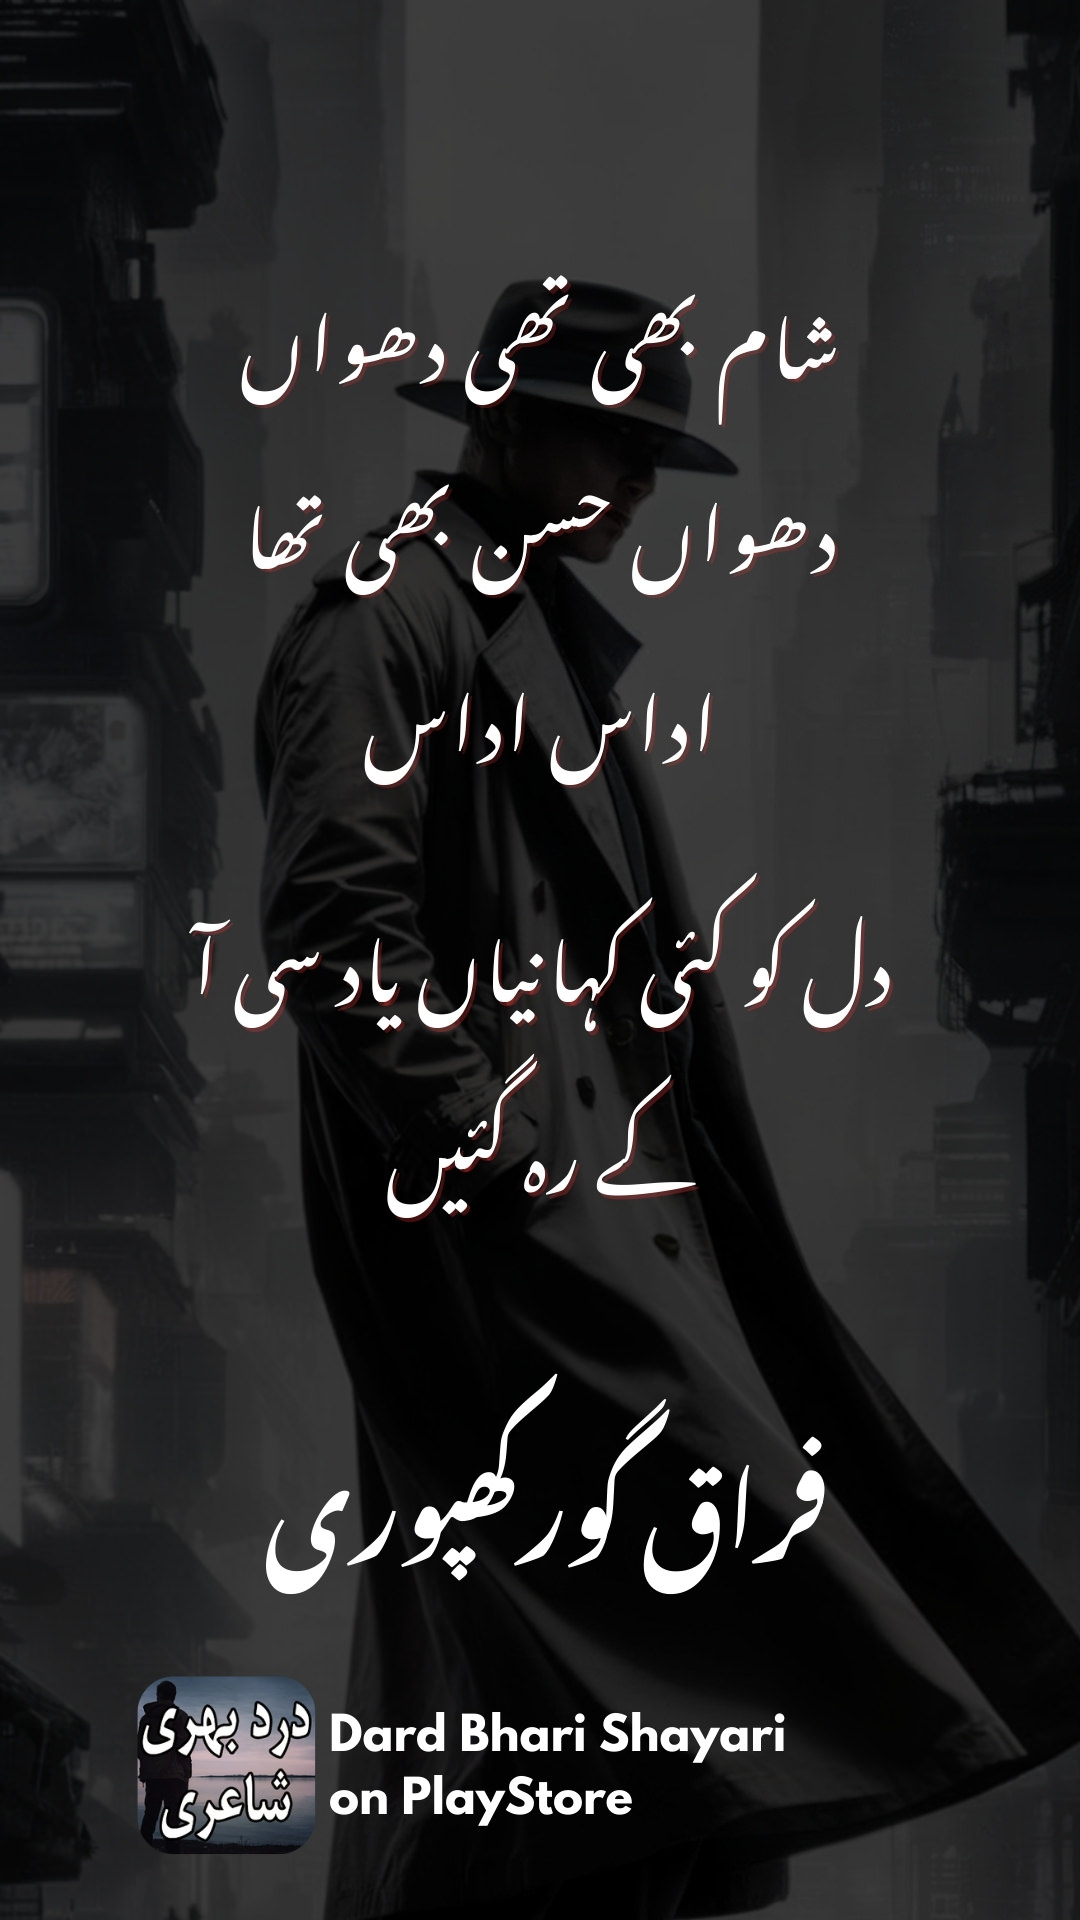 شام بھی تھی دھواں
دھواں حسن بھی تھا
اداس اداس
دل کو کئی کہانیاں یاد سی آ
کے رہ گئیں
فراق گورکھپوری
درد بھری
شاعری
Dard Bhari Shayari
on PlayStore